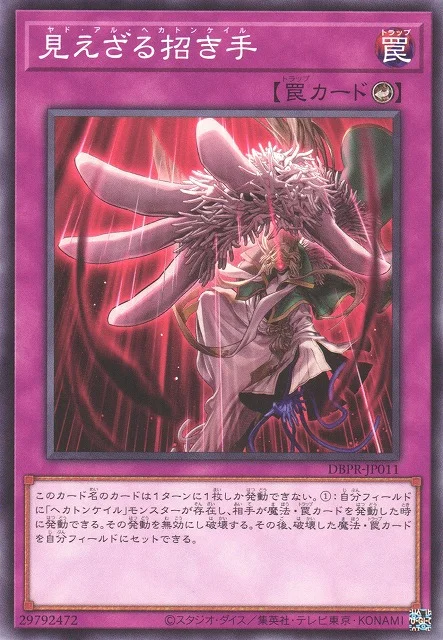 ヤド・アル・ヘカトンケイル
見えざる招き手
トラップ
罠
トラップ
【罠カード】
DBPR-JP011
このカード名のカードは1ターンに1枚しか発動できない。①:自分フィールド
に「ヘカトンケイル」モンスターが存在し、相手が魔法・罠カードを発動した時
に発動できる。その発動を無効にし破壊する。その後、破壊した魔法・罠カード
を自分フィールドにセットできる。
29792472
©スタジオ・ダイス/集英社・テレビ東京・KONAMI